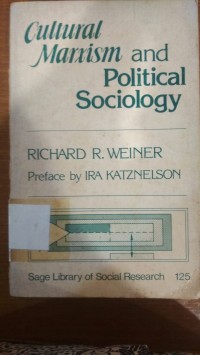 Cultural
Marxism and
Political
Sociology
RICHARD R. WEINER
Preface by IRA KATZNELSON
Sage Library of Social Research 125